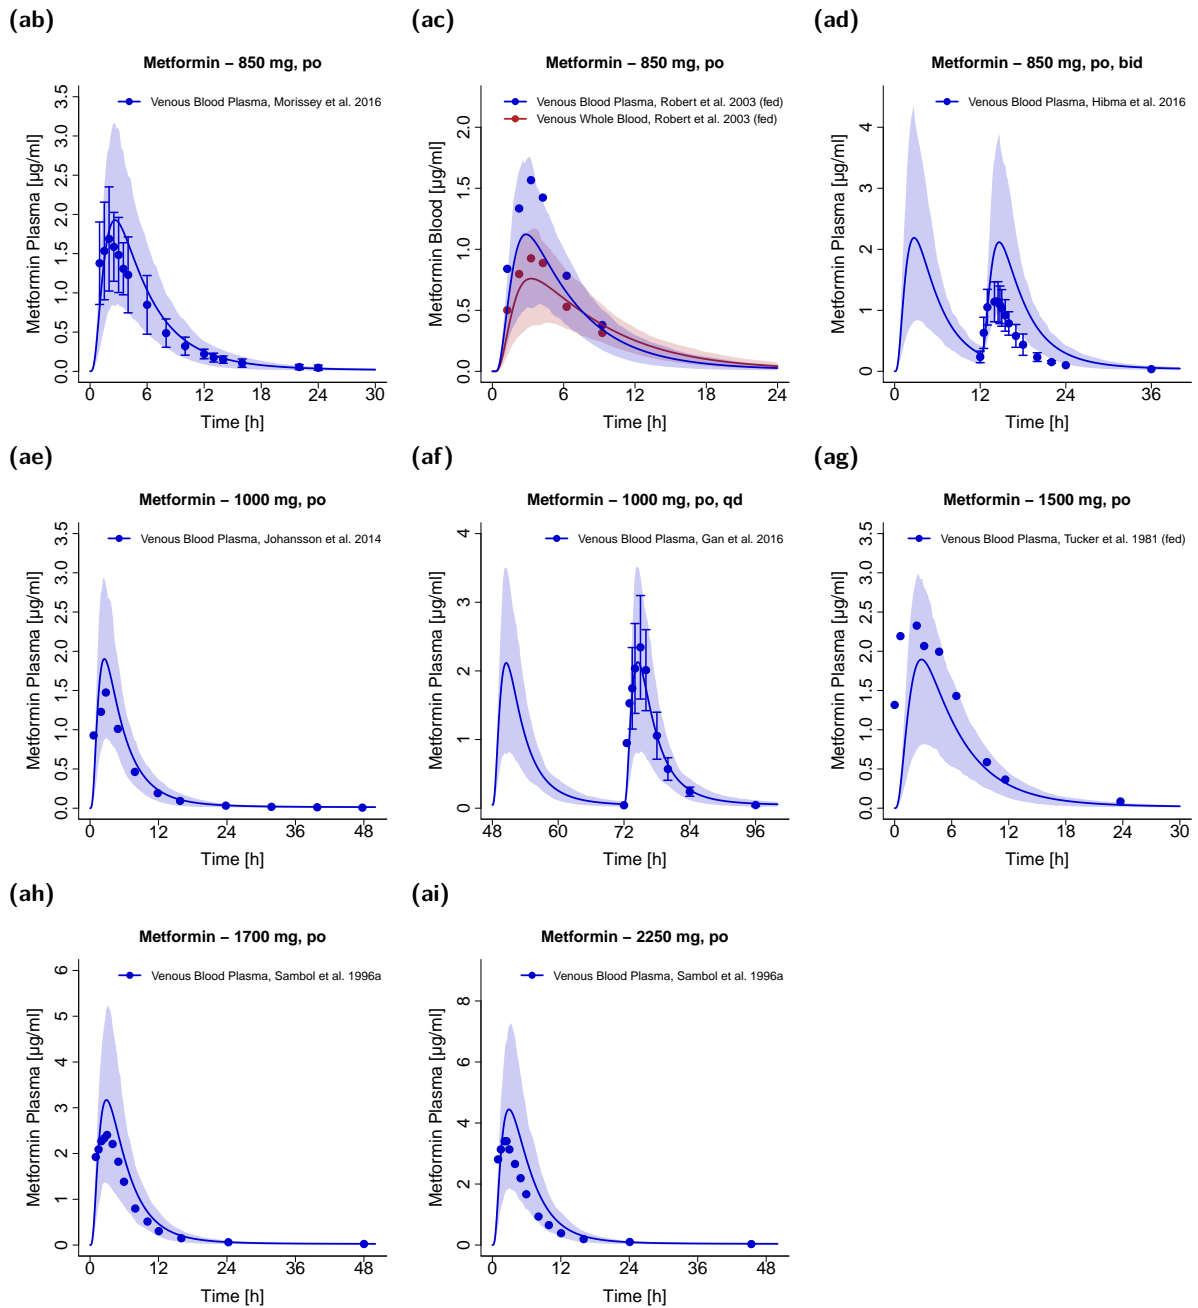 (ab)
Metformin − 850 mg, po
Venous Blood Plasma, Morissey et al. 2016
Metformin Plasma [µg/ml]
3.5
3.0
2.5
2.0
1.5
1.0
0.5
0.0
0 6 12 18 24 30
Time [h]
(ac)
Metformin − 850 mg, po
Venous Blood Plasma, Robert et al. 2003 (fed)
Venous Whole Blood, Robert et al. 2003 (fed)
Metformin Blood [µg/ml]
2.0
1.5
1.0
0.5
0.0
0 6 12 18 24
Time [h]
(ad)
Metformin − 850 mg, po, bid
Venous Blood Plasma, Hibma et al. 2016
Metformin Plasma [µg/ml]
4
2
0
0 12 24 36
Time [h]
(ae)
Metformin − 1000 mg, po
Venous Blood Plasma, Johansson et al. 2014
Metformin Plasma [µg/ml]
3.5
3.0
2.5
2.0
1.5
1.0
0.5
0.0
0 12 24 36 48
Time [h]
(af)
Metformin − 1000 mg, po, qd
Venous Blood Plasma, Gan et al. 2016
Metformin Plasma [µg/ml]
4
3
2
1
0
48 60 72 84 96
Time [h]
(ag)
Metformin − 1500 mg, po
Venous Blood Plasma, Tucker et al. 1981 (fed)
Metformin Plasma [µg/ml]
3.5
3.0
2.5
2.0
1.5
1.0
0.5
0.0
0 6 12 18 24 30
Time [h]
(ah)
Metformin − 1700 mg, po
Venous Blood Plasma, Sambol et al. 1996a
Metformin Plasma [µg/ml]
6
5
4
3
2
1
0
0 12 24 36 48
Time [h]
(ai)
Metformin − 2250 mg, po
Venous Blood Plasma, Sambol et al. 1996a
Metformin Plasma [µg/ml]
8
6
4
2
0
0 12 24 36 48
Time [h]